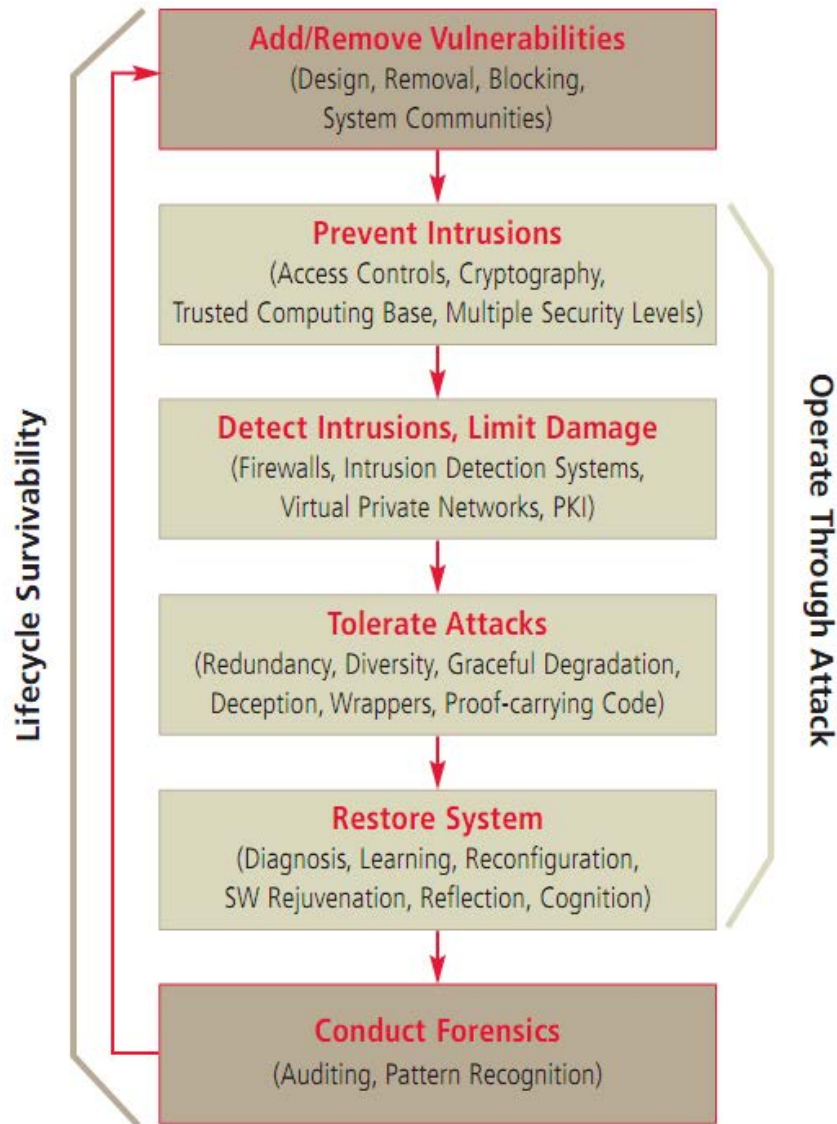 Add/Remove Vulnerabilities
(Design, Removal, Blocking,
System Communities)
Prevent Intrusions
(Access Controls, Cryptography,
Trusted Computing Base, Multiple Security Levels)
Detect Intrusions, Limit Damage
(Firewalls, Intrusion Detection Systems,
Virtual Private Networks, PKI)
Tolerate Attacks
(Redundancy, Diversity, Graceful Degradation,
Deception, Wrappers, Proof-carrying Code)
Restore System
(Diagnosis, Learning, Reconfiguration,
SW Rejuvenation, Reflection, Cognition)
Conduct Forensics
(Auditing, Pattern Recognition)
Lifecycle Survivability
Operate Through Attack